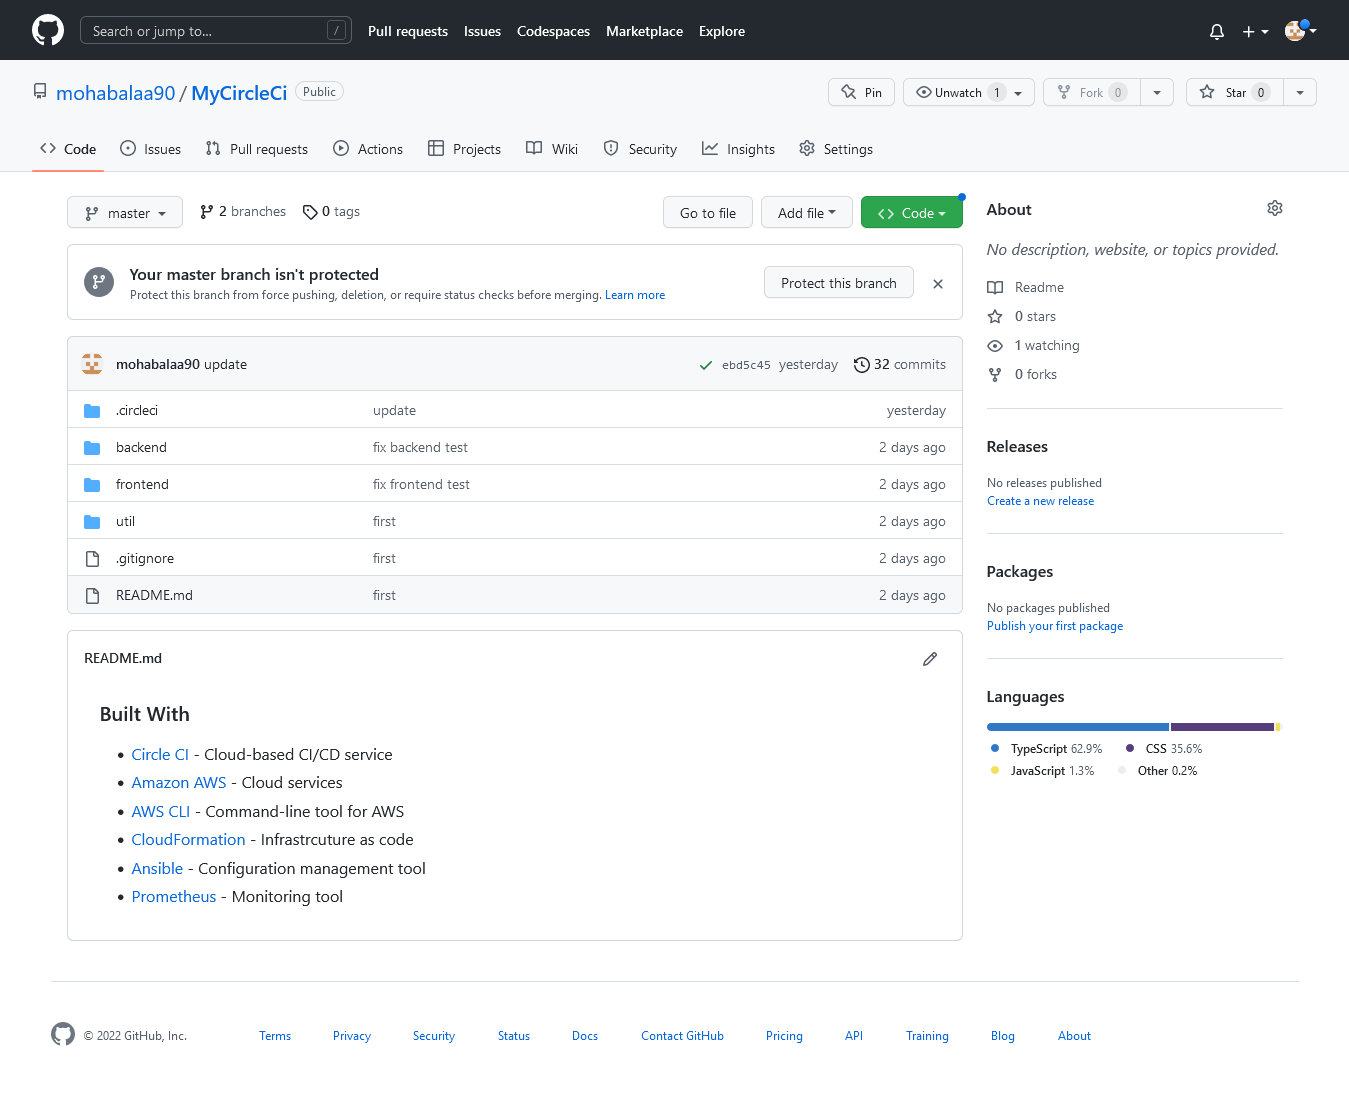 Search or jump to... /
Pull requests Issues Codespaces Marketplace Explore
mohabalaa90 / MyCircleCi Public
Pin Unwatch 1 Fork 0 Star 0
Code Issues Pull requests Actions Projects Wiki Security Insights Settings
master 2 branches 0 tags Go to file Add file Code
Your master branch isn't protected
Protect this branch from force pushing, deletion, or require status checks before merging. Learn more
Protect this branch
mohabalaa90 update ebd5c45 yesterday 32 commits
.circleci update yesterday
backend fix backend test 2 days ago
frontend fix frontend test 2 days ago
util first 2 days ago
.gitignore first 2 days ago
README.md first 2 days ago
README.md
Built With
• Circle CI - Cloud-based CI/CD service
• Amazon AWS - Cloud services
• AWS CLI - Command-line tool for AWS
• CloudFormation - Infrastrcuture as code
• Ansible - Configuration management tool
• Prometheus - Monitoring tool
About
No description, website, or topics provided.
Readme
0 stars
1 watching
0 forks
Releases
No releases published
Create a new release
Packages
No packages published
Publish your first package
Languages
TypeScript 62.9% CSS 35.6%
JavaScript 1.3% Other 0.2%
© 2022 GitHub, Inc. Terms Privacy Security Status Docs Contact GitHub Pricing API Training Blog About